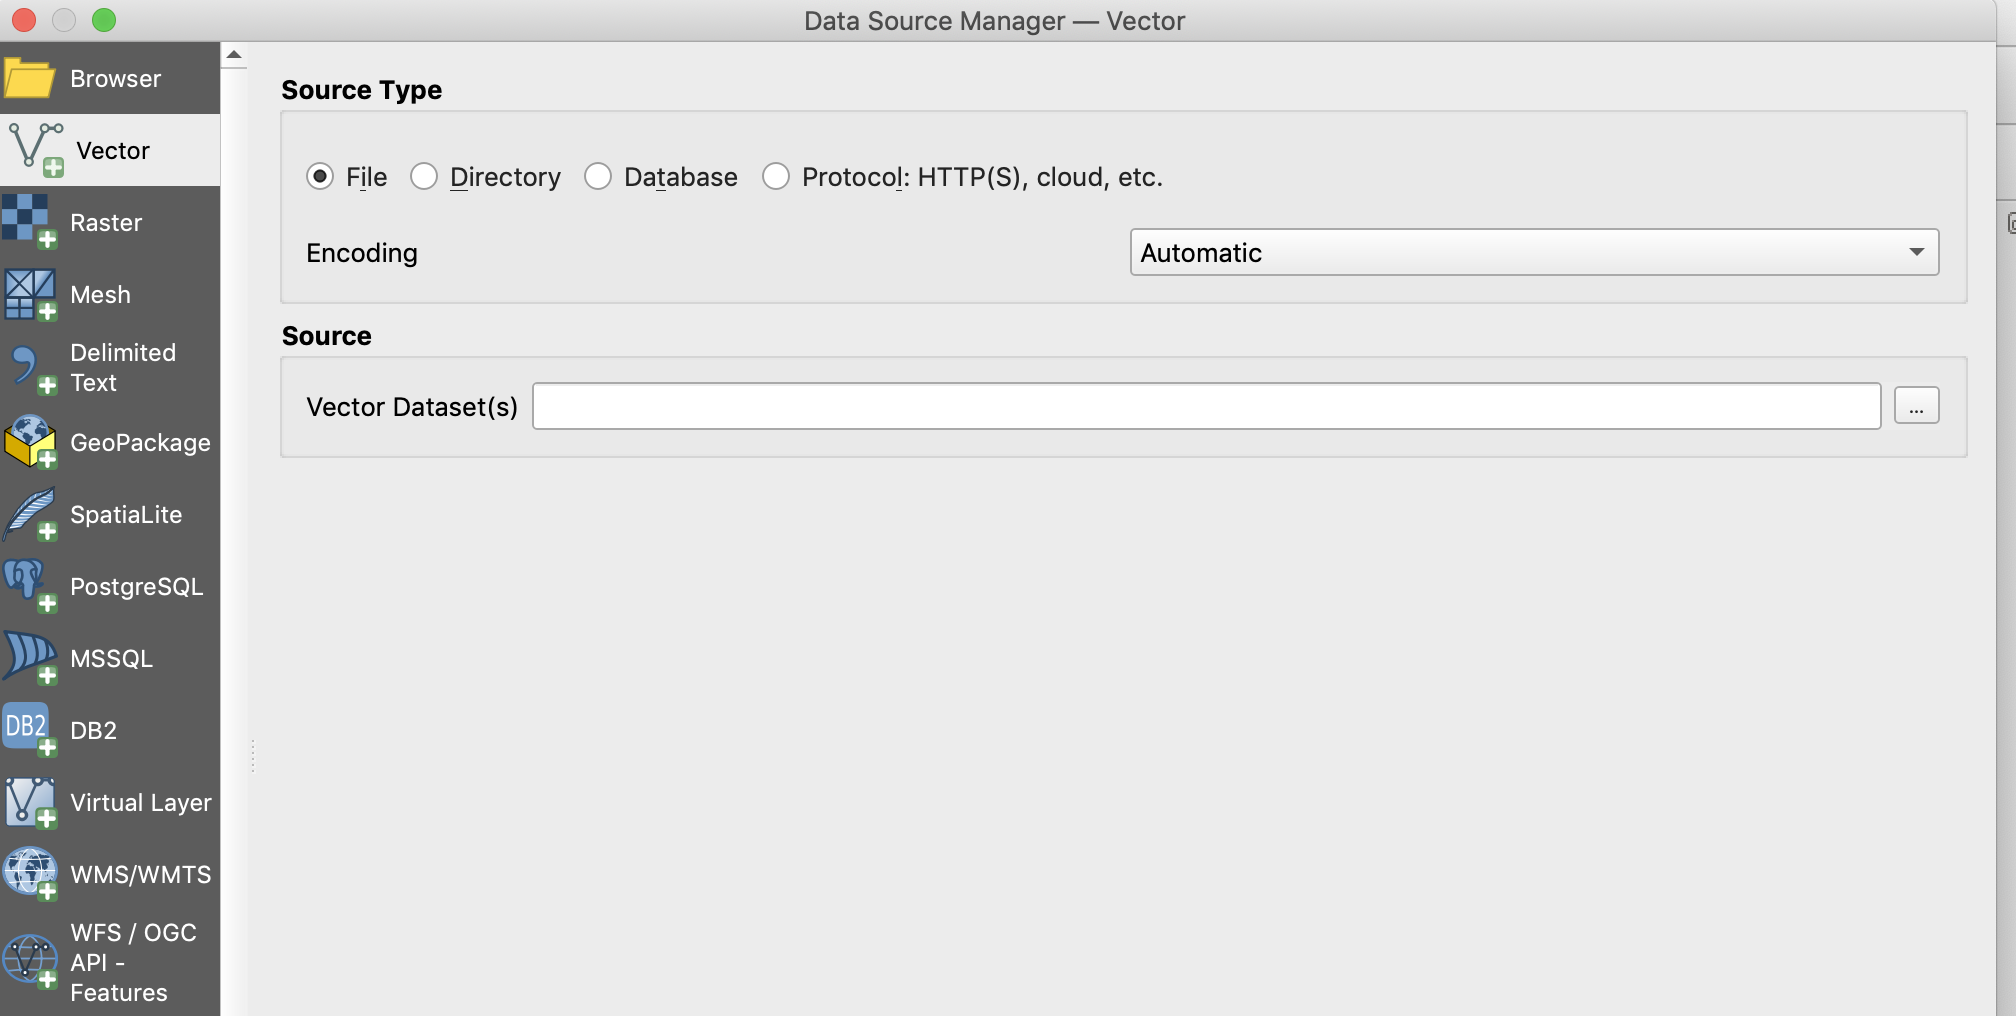 Data Source Manager — Vector
Browser
Vector
Raster
Mesh
Delimited
Text
GeoPackage
SpatiaLite
PostgreSQL
MSSQL
DB2
DB2
Virtual Layer
WMS/WMTS
WFS / OGC
API -
Features
Source Type
File Directory Database Protocol: HTTP(S), cloud, etc.
Encoding Automatic
Source
Vector Dataset(s) ...